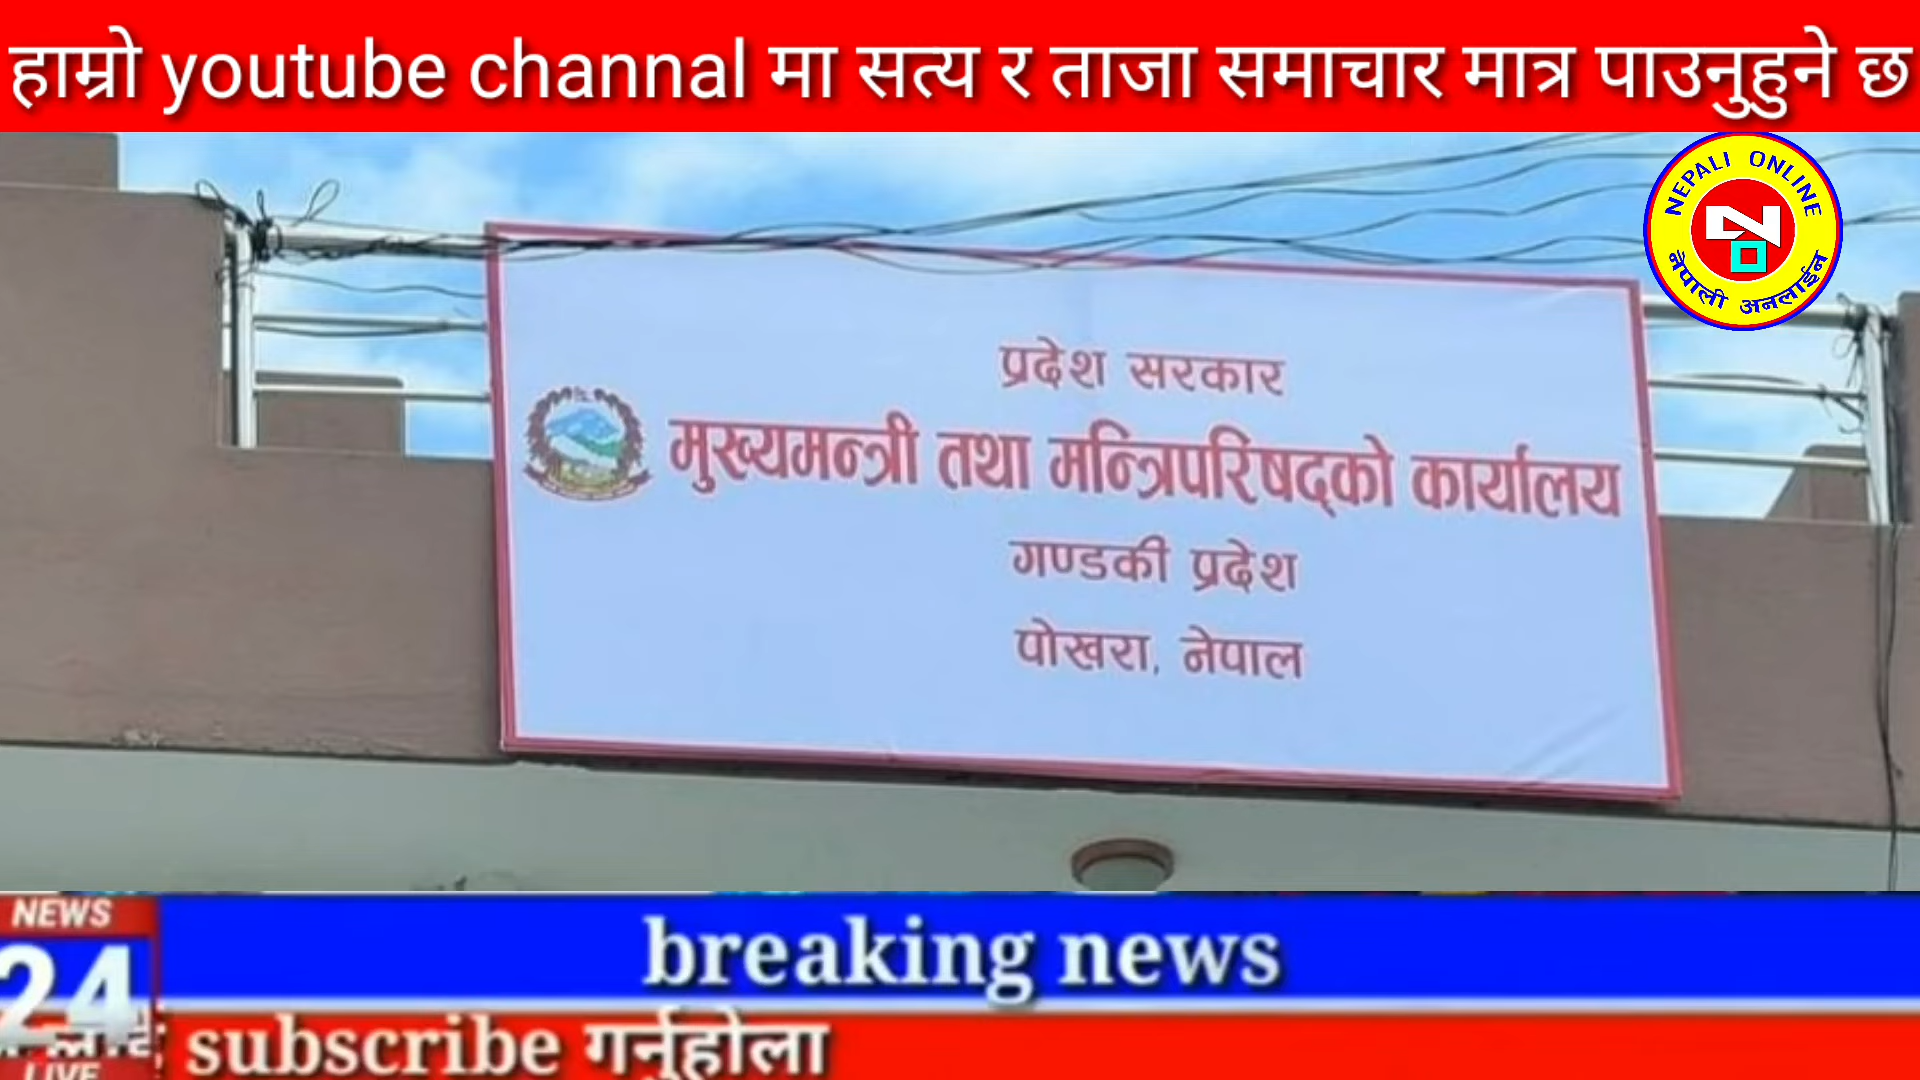 हाम्रो youtube channal मा सत्य र ताजा समाचार मात्र पाउनुहुने छ
NEPALI ONLINE
नेपाली अनलाईन
प्रदेश सरकार
मुख्यमन्त्री तथा मन्त्रिपरिषद्को कार्यालय
गण्डकी प्रदेश
पोखरा, नेपाल
NEWS
24
LIVE
breaking news
subscribe गर्नुहोला